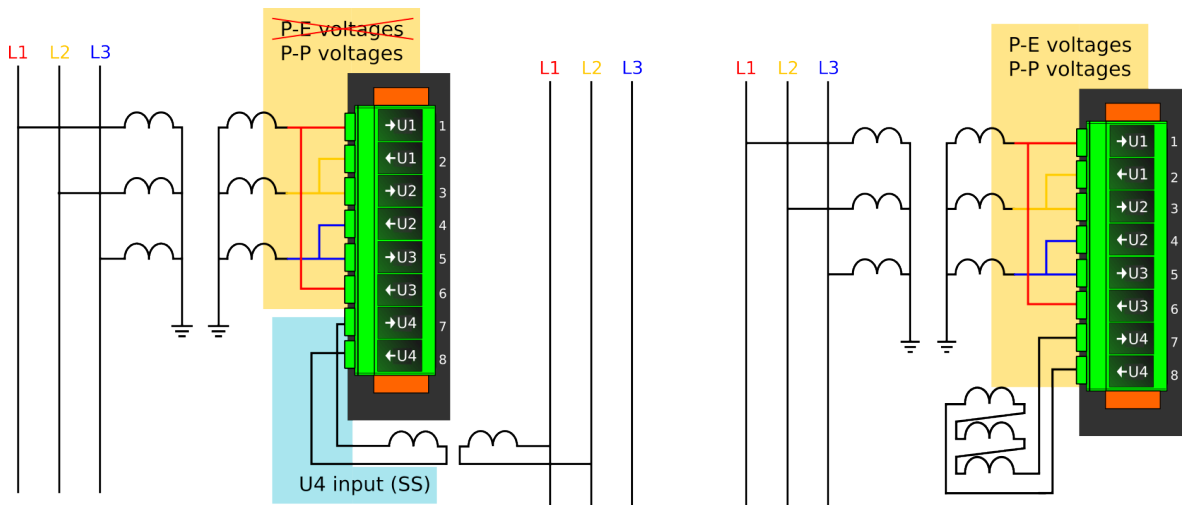 P-E voltages
P-P voltages
L1 L2 L3
→U1 1
←U1 2
→U2 3
←U2 4
→U3 5
←U3 6
→U4 7
←U4 8
U4 input (SS)
L1 L2 L3
L1 L2 L3
P-E voltages
P-P voltages
→U1 1
←U1 2
→U2 3
←U2 4
→U3 5
←U3 6
→U4 7
←U4 8